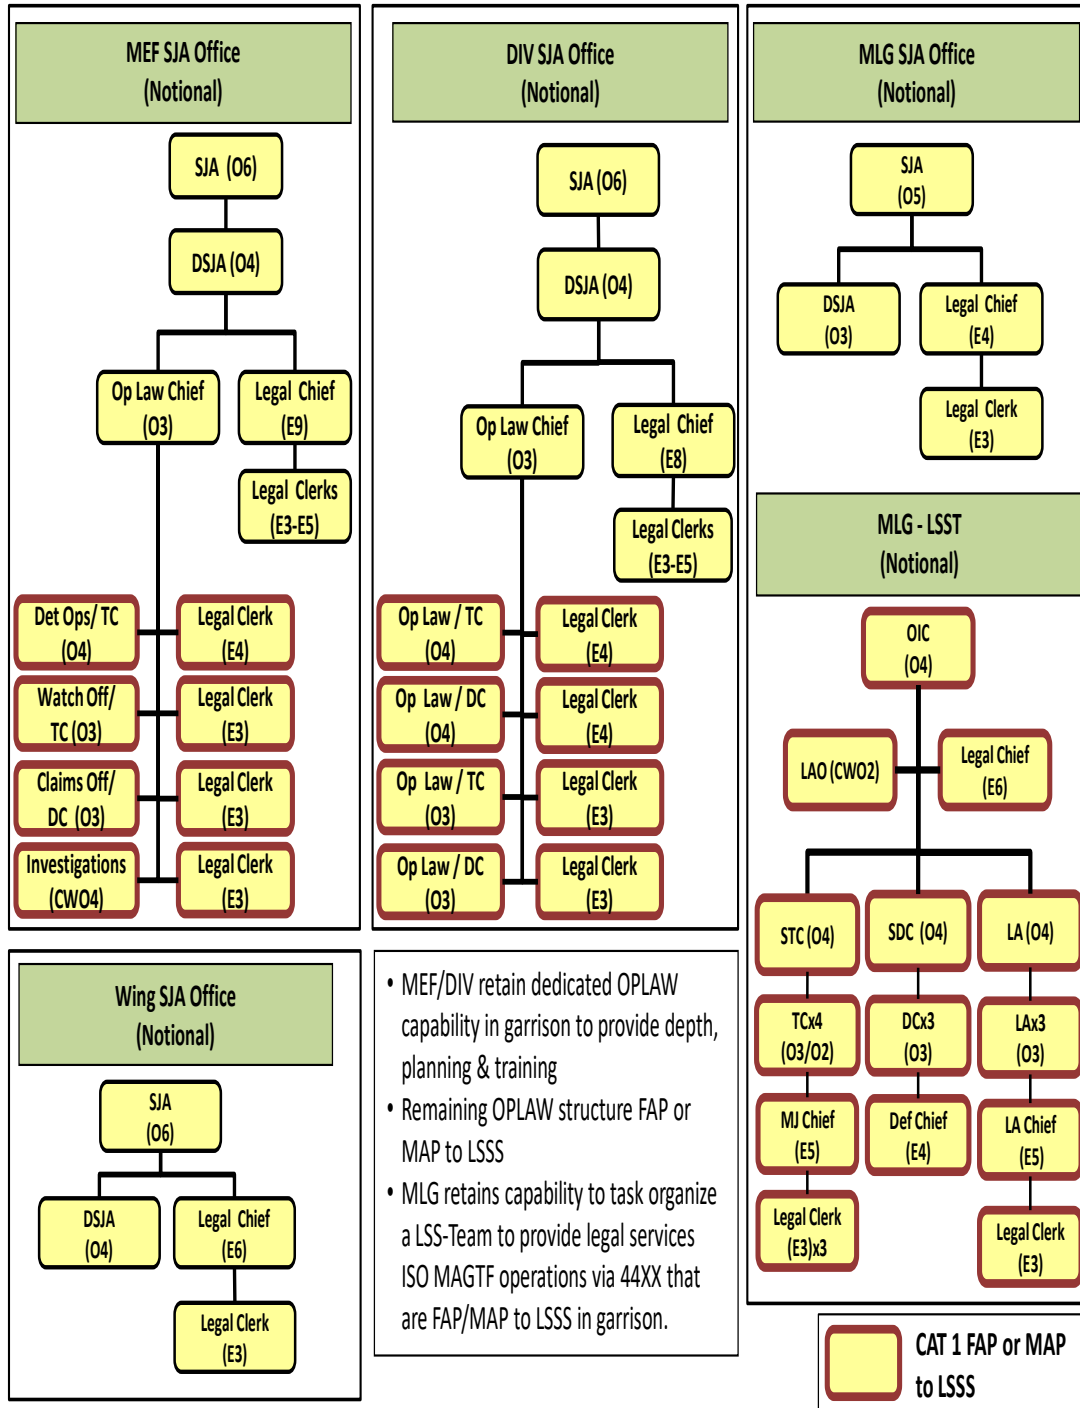 MEF SJA Office
(Notional)
SJA (O6)
DSJA (O4)
Op Law Chief
(O3)
Legal Chief
(E9)
Legal Clerks
(E3-E5)
Det Ops/ TC
(O4)
Legal Clerk
(E4)
Watch Off/
TC (O3)
Legal Clerk
(E3)
Claims Off/
DC (O3)
Legal Clerk
(E3)
Investigations
(CWO4)
Legal Clerk
(E3)
DIV SJA Office
(Notional)
SJA (O6)
DSJA (O4)
Op Law Chief
(O3)
Legal Chief
(E8)
Legal Clerks
(E3-E5)
Op Law / TC
(O4)
Legal Clerk
(E4)
Op Law / DC
(O4)
Legal Clerk
(E4)
Op Law / TC
(O3)
Legal Clerk
(E3)
Op Law / DC
(O3)
Legal Clerk
(E3)
MLG SJA Office
(Notional)
SJA
(O5)
DSJA
(O3)
Legal Chief
(E4)
Legal Clerk
(E3)
MLG - LSST
(Notional)
OIC
(O4)
LAO (CWO2)
Legal Chief
(E6)
STC (O4)
SDC (O4)
LA (O4)
TCx4
(O3/O2)
DCx3
(O3)
LAx3
(O3)
MJ Chief
(E5)
Def Chief
(E4)
LA Chief
(E5)
Legal Clerk
(E3)x3
Legal Clerk
(E3)
Wing SJA Office
(Notional)
SJA
(O6)
DSJA
(O4)
Legal Chief
(E6)
Legal Clerk
(E3)
• MEF/DIV retain dedicated OPLAW
capability in garrison to provide depth,
planning & training
• Remaining OPLAW structure FAP or
MAP to LSSS
• MLG retains capability to task organize
a LSS-Team to provide legal services
ISO MAGTF operations via 44XX that
are FAP/MAP to LSSS in garrison.
CAT 1 FAP or MAP
to LSSS